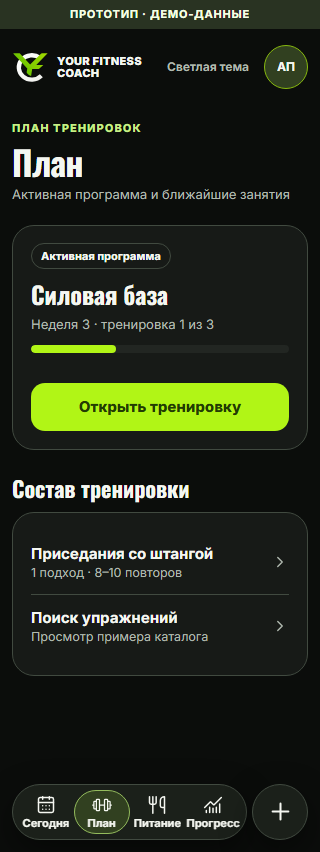 ПРОТОТИП · ДЕМО-ДАННЫЕ
YOUR FITNESS
COACH
Светлая тема
АП
ПЛАН ТРЕНИРОВОК
План
Активная программа и ближайшие занятия
Активная программа
Силовая база
Неделя 3 · тренировка 1 из 3
Открыть тренировку
Состав тренировки
Приседания со штангой
1 подход · 8–10 повторов
Поиск упражнений
Просмотр примера каталога
Сегодня
План
Питание
Прогресс